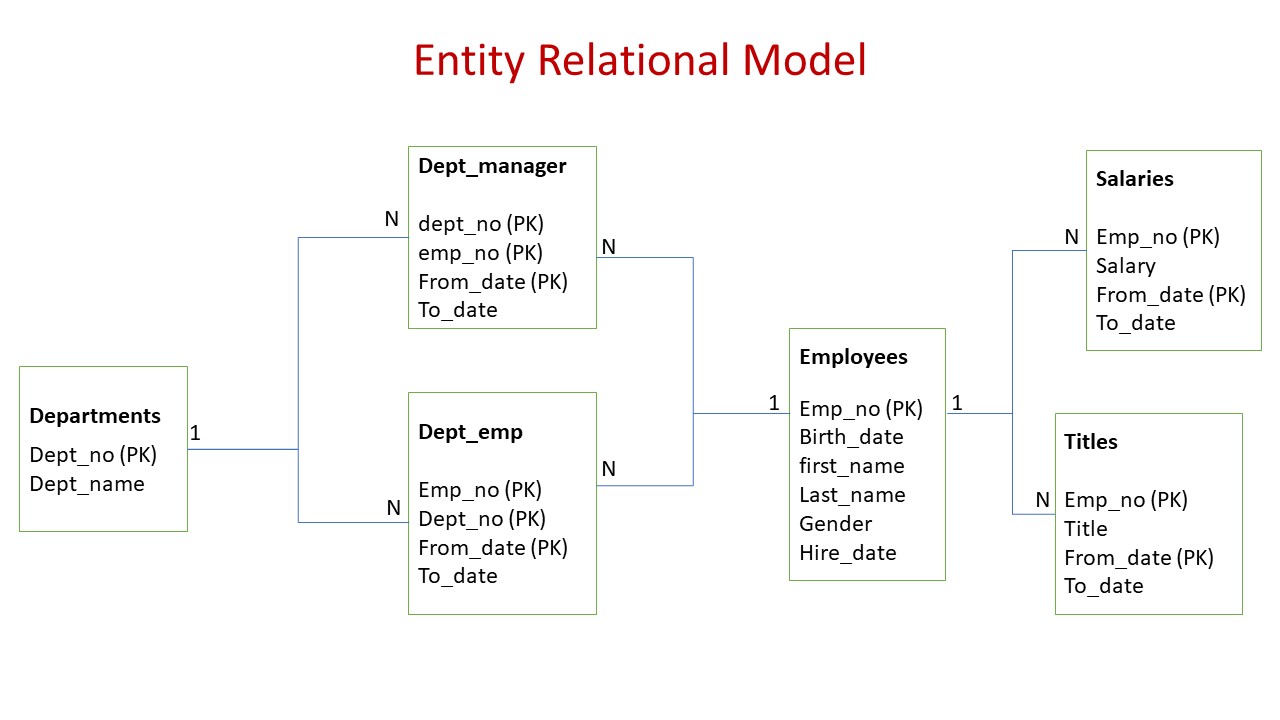 Entity Relational Model
Departments
1
Dept_no (PK)
Dept_name
N
Dept_manager
dept_no (PK)
emp_no (PK)
From_date (PK)
To_date
N
N
Dept_emp
Emp_no (PK)
Dept_no (PK)
From_date (PK)
To_date
N
1
Employees
Emp_no (PK)
Birth_date
first_name
Last_name
Gender
Hire_date
1
N
Salaries
Emp_no (PK)
Salary
From_date (PK)
To_date
N
Titles
Emp_no (PK)
Title
From_date (PK)
To_date